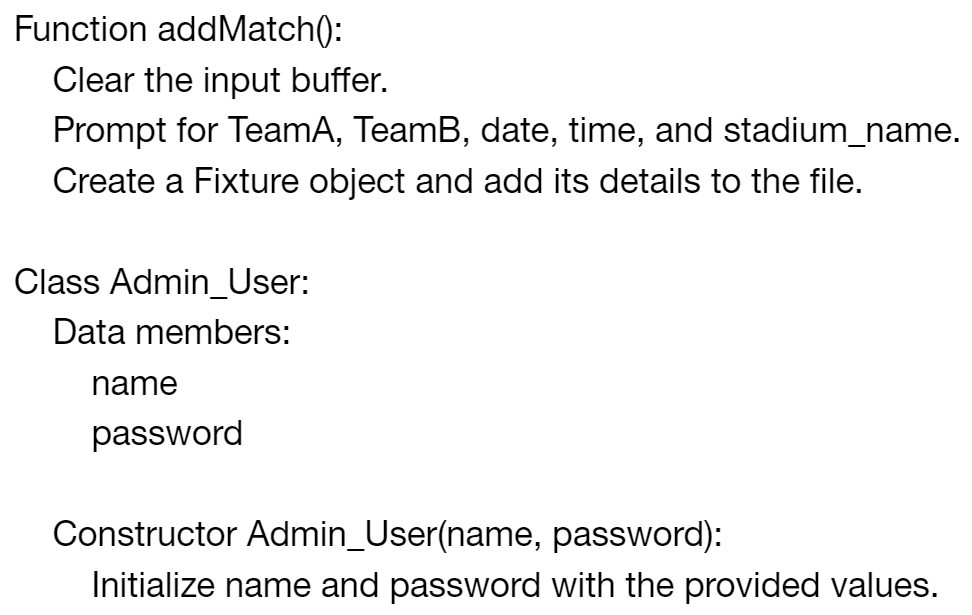 Function addMatch():
Clear the input buffer.
Prompt for TeamA, TeamB, date, time, and stadium_name.
Create a Fixture object and add its details to the file.
Class Admin_User:
Data members:
name
password
Constructor Admin_User(name, password):
Initialize name and password with the provided values.